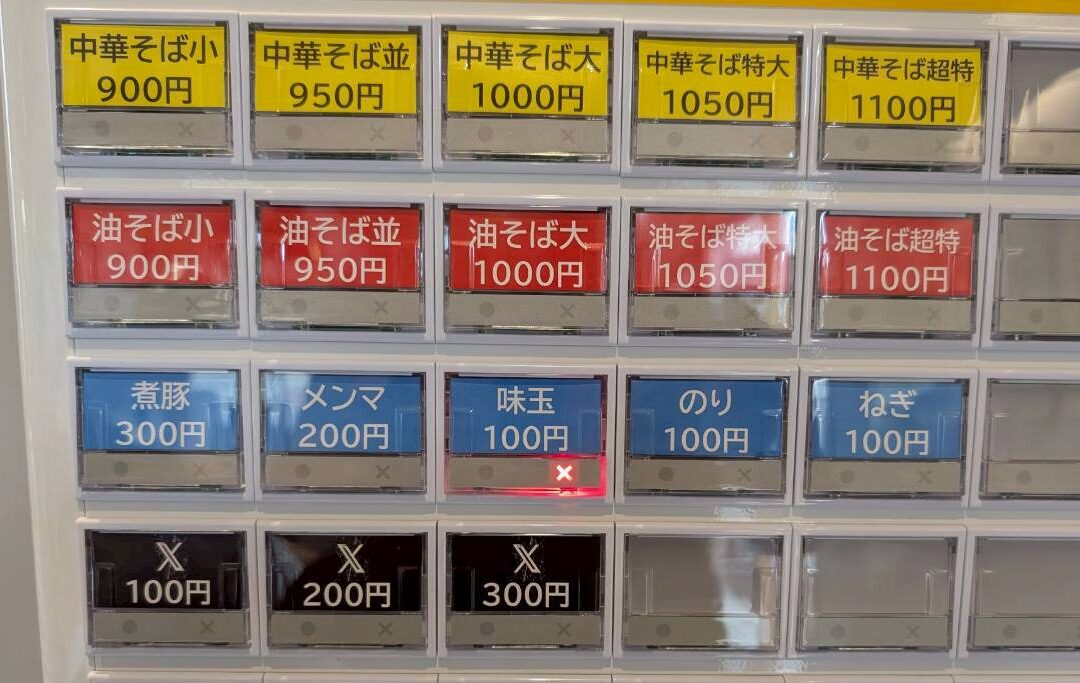 中華そば小
900円
中華そば並
950円
中華そば大
1000円
中華そば特大
1050円
中華そば超特
1100円
油そば小
900円
油そば並
950円
油そば大
1000円
油そば特大
1050円
油そば超特
1100円
煮豚
300円
メンマ
200円
味玉
100円
のり
100円
ねぎ
100円
𝕏
100円
𝕏
200円
𝕏
300円